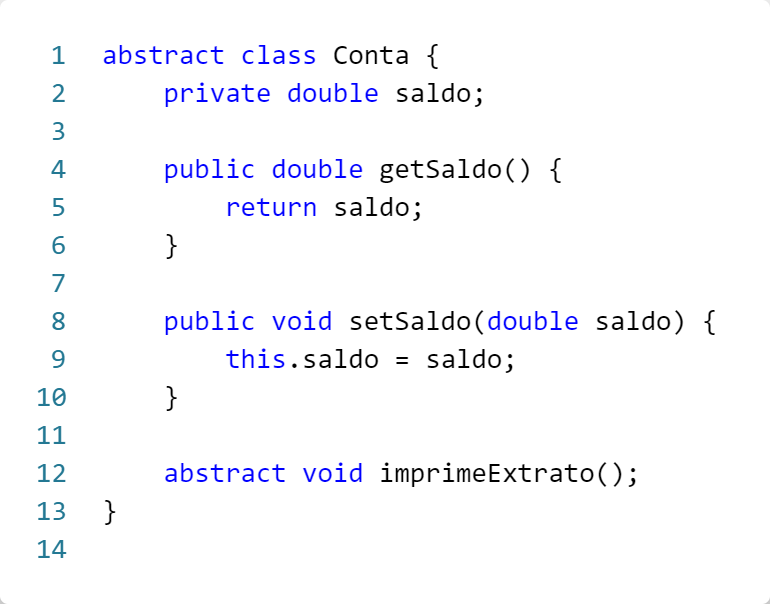 1 abstract class Conta {
2     private double saldo;
3
4     public double getSaldo() {
5         return saldo;
6     }
7
8     public void setSaldo(double saldo) {
9         this.saldo = saldo;
10     }
11
12     abstract void imprimeExtrato();
13 }
14